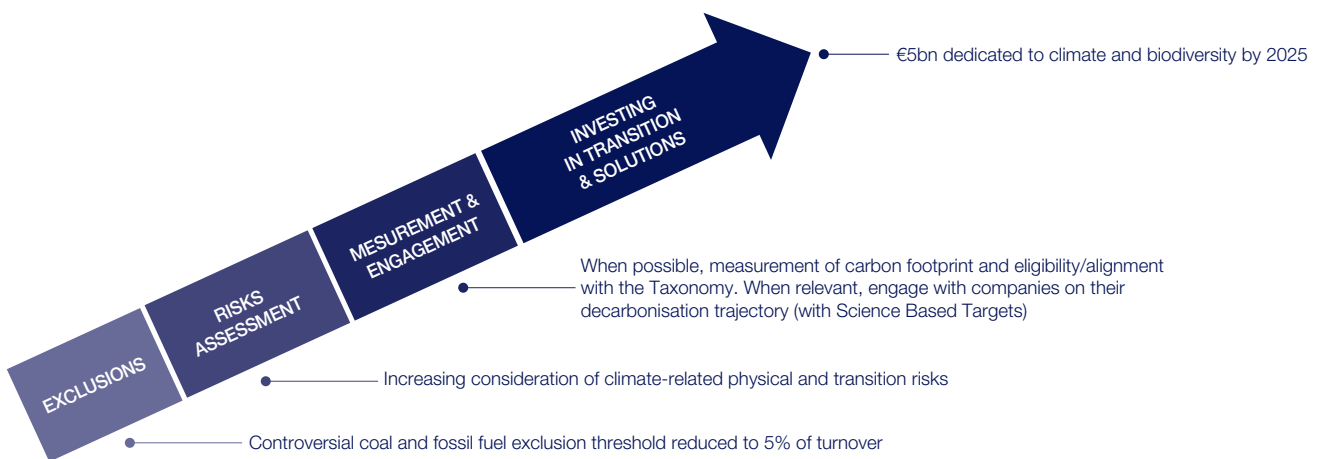 €5bn dedicated to climate and biodiversity by 2025
INVESTING
IN TRANSITION
& SOLUTIONS
MESUREMENT &
ENGAGEMENT
When possible, measurement of carbon footprint and eligibility/alignment
with the Taxonomy. When relevant, engage with companies on their
decarbonisation trajectory (with Science Based Targets)
RISKS
ASSESSMENT
Increasing consideration of climate-related physical and transition risks
EXCLUSIONS
Controversial coal and fossil fuel exclusion threshold reduced to 5% of turnover